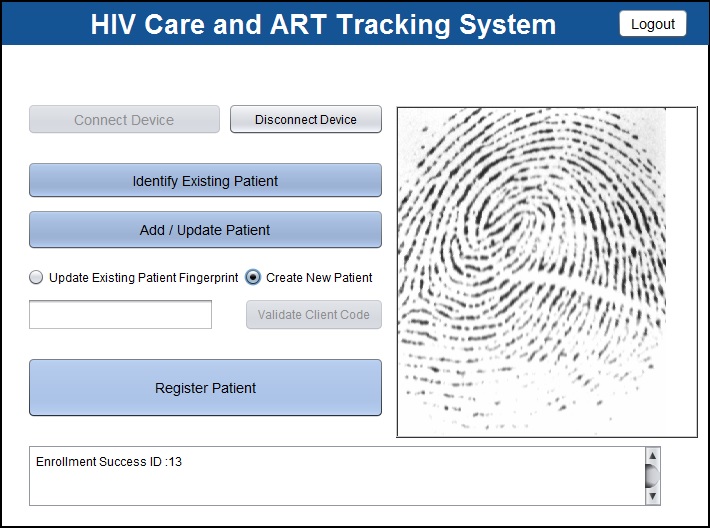 HIV Care and ART Tracking System
Logout
Connect Device
Disconnect Device
Identify Existing Patient
Add / Update Patient
Update Existing Patient Fingerprint
Create New Patient
Validate Client Code
Register Patient
Enrollment Success ID :13